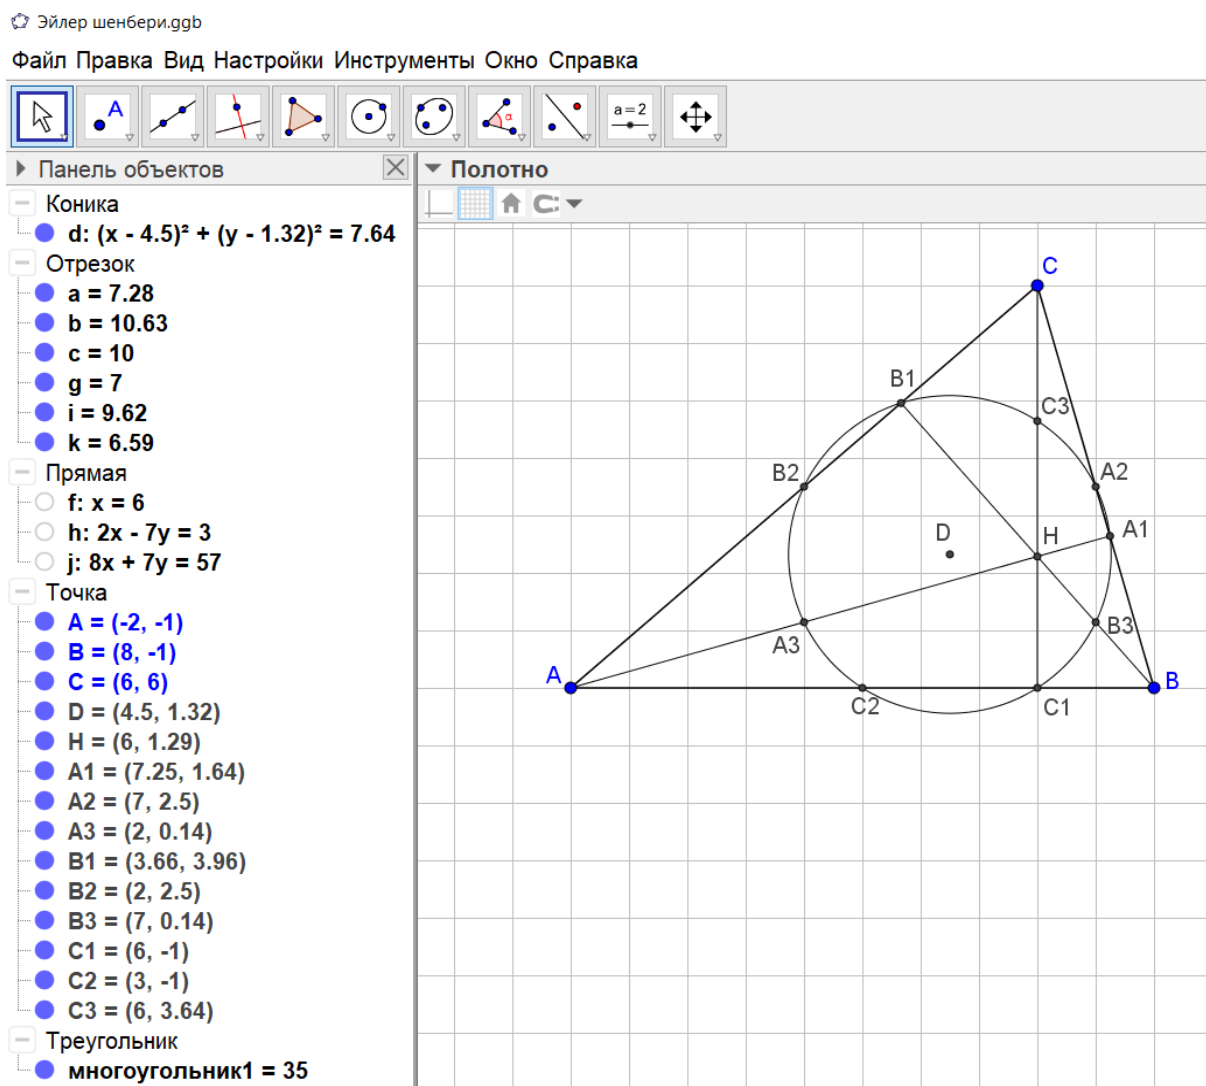 Эйлер шенбери.ggb
Файл Правка Вид Настройки Инструменты Окно Справка
A α a=2
Панель объектов
Полотно
Коника
d: (x - 4.5)² + (y - 1.32)² = 7.64
Отрезок
a = 7.28
b = 10.63
c = 10
g = 7
i = 9.62
k = 6.59
Прямая
f: x = 6
h: 2x - 7y = 3
j: 8x + 7y = 57
Точка
A = (-2, -1)
B = (8, -1)
C = (6, 6)
D = (4.5, 1.32)
H = (6, 1.29)
A1 = (7.25, 1.64)
A2 = (7, 2.5)
A3 = (2, 0.14)
B1 = (3.66, 3.96)
B2 = (2, 2.5)
B3 = (7, 0.14)
C1 = (6, -1)
C2 = (3, -1)
C3 = (6, 3.64)
Треугольник
многоугольник1 = 35
C
B1
C3
B2
A2
D
H
A1
A3
B3
A
B
C2
C1